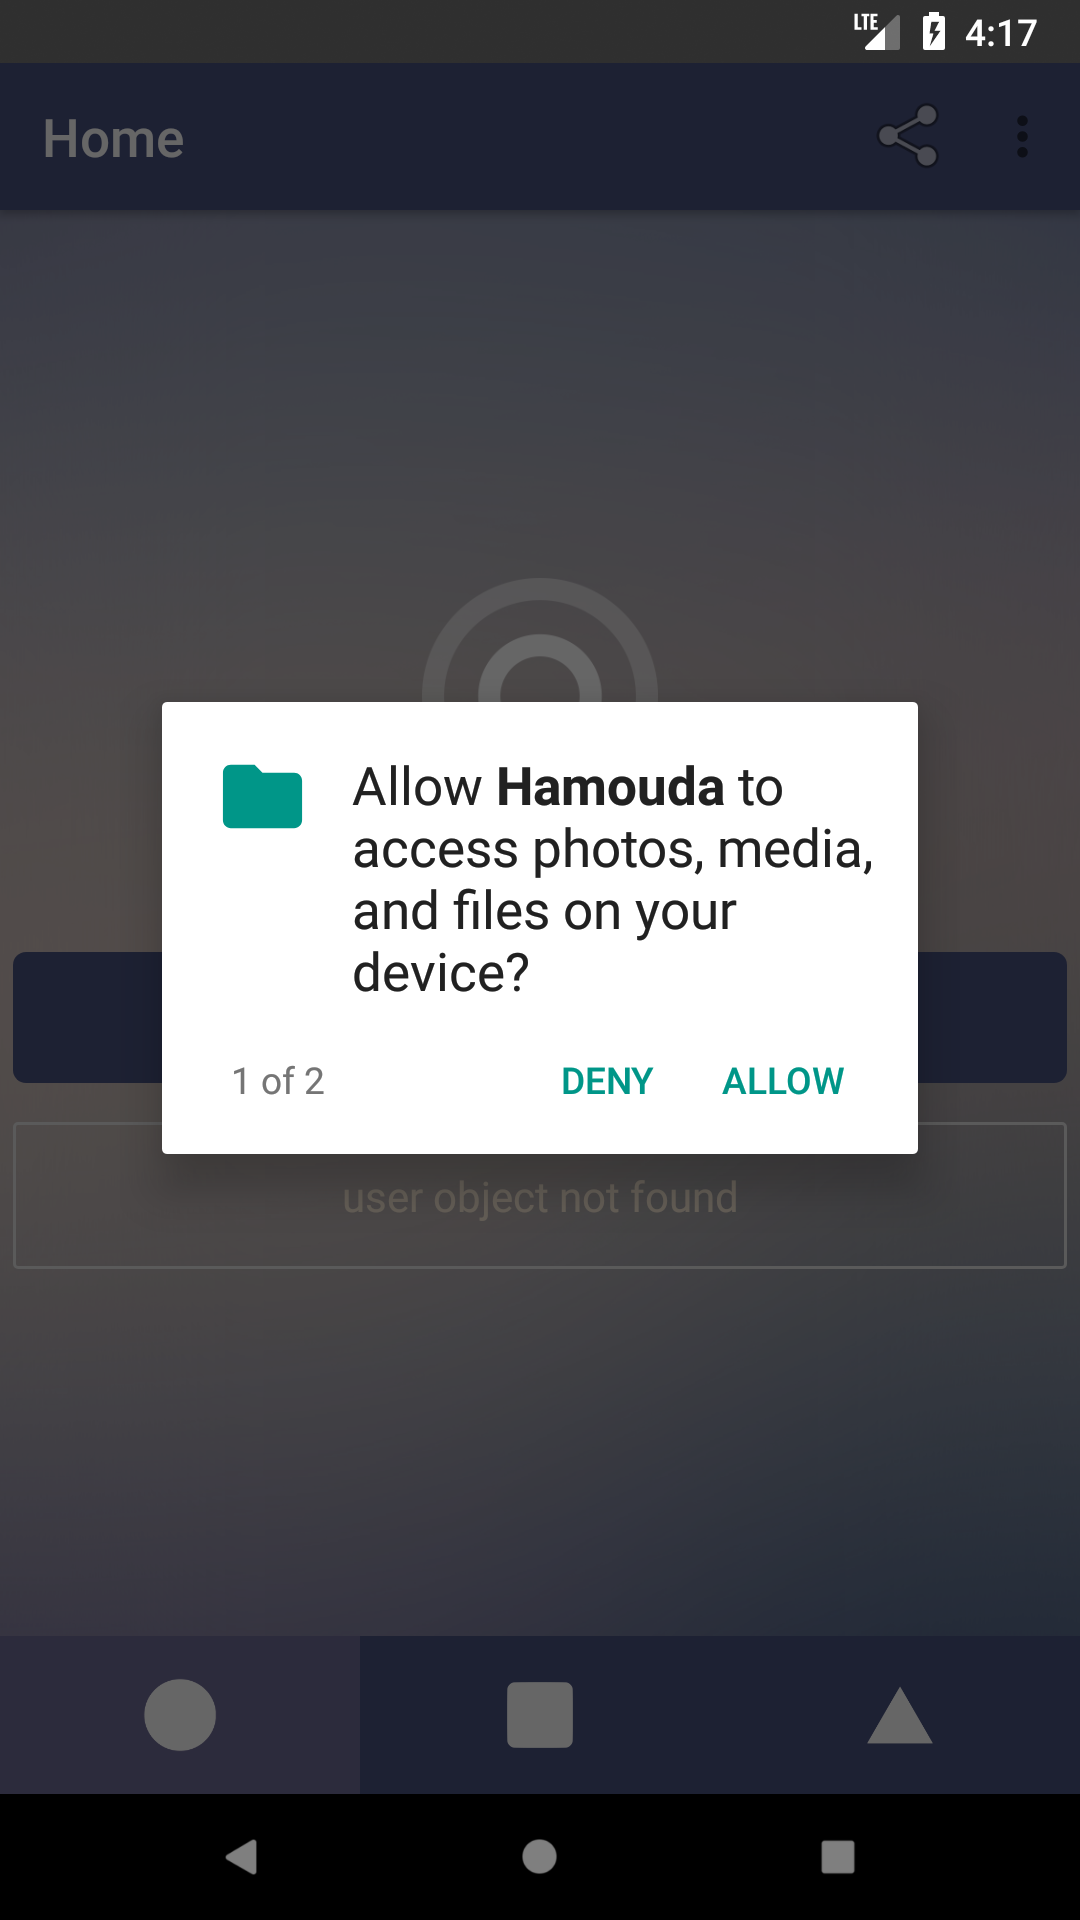 LTE 4:17
Home
Allow Hamouda to
access photos, media,
and files on your
device?
1 of 2 DENY ALLOW
user object not found